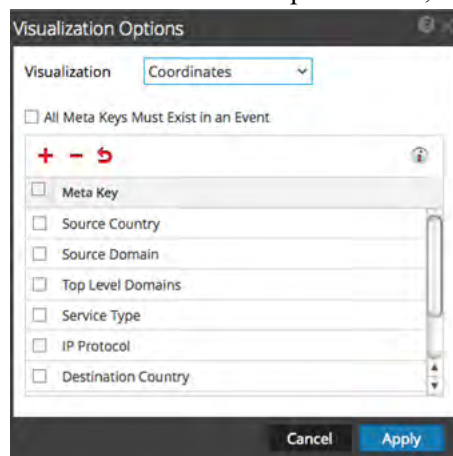 Visualization Options
Visualization Coordinates
All Meta Keys Must Exist in an Event
Meta Key
Source Country
Source Domain
Top Level Domains
Service Type
IP Protocol
Destination Country
Cancel Apply